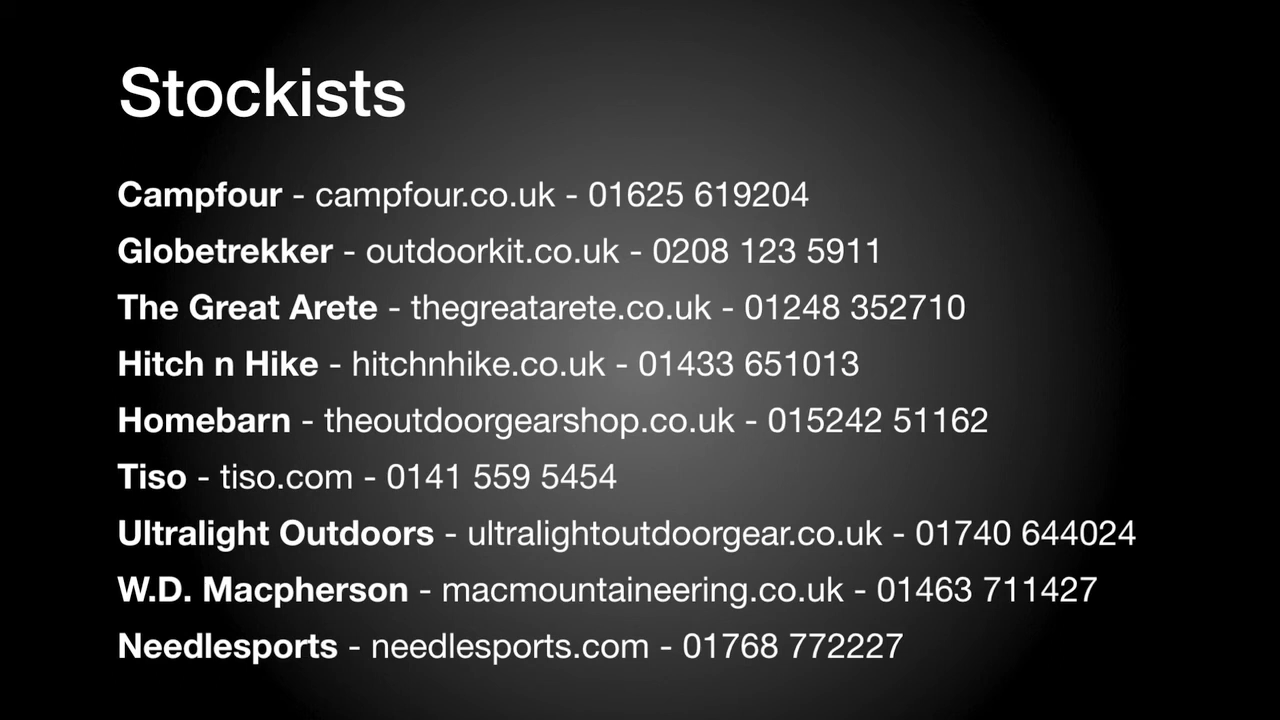 Stockists
Campfour - campfour.co.uk - 01625 619204
Globetrekker - outdoorkit.co.uk - 0208 123 5911
The Great Arete - thegreatarete.co.uk - 01248 352710
Hitch n Hike - hitchnhike.co.uk - 01433 651013
Homebarn - theoutdoorgearshop.co.uk - 015242 51162
Tiso - tiso.com - 0141 559 5454
Ultralight Outdoors - ultralightoutdoorgear.co.uk - 01740 644024
W.D. Macpherson - macmountaineering.co.uk - 01463 711427
Needlesports - needlesports.com - 01768 772227